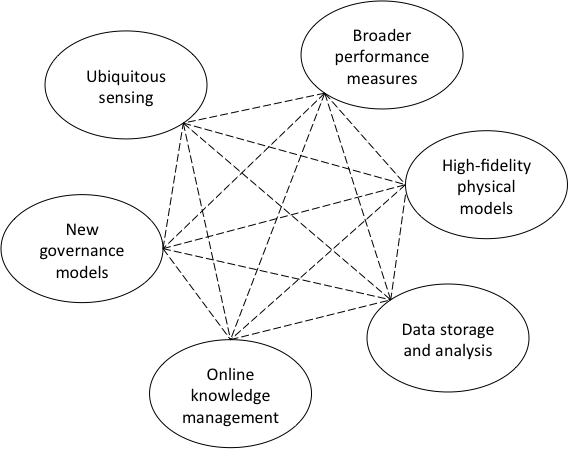 Broader
performance
measures
Ubiquitous
sensing
High-fidelity
physical
models
New
governance
models
Data storage
and analysis
Online
knowledge
management